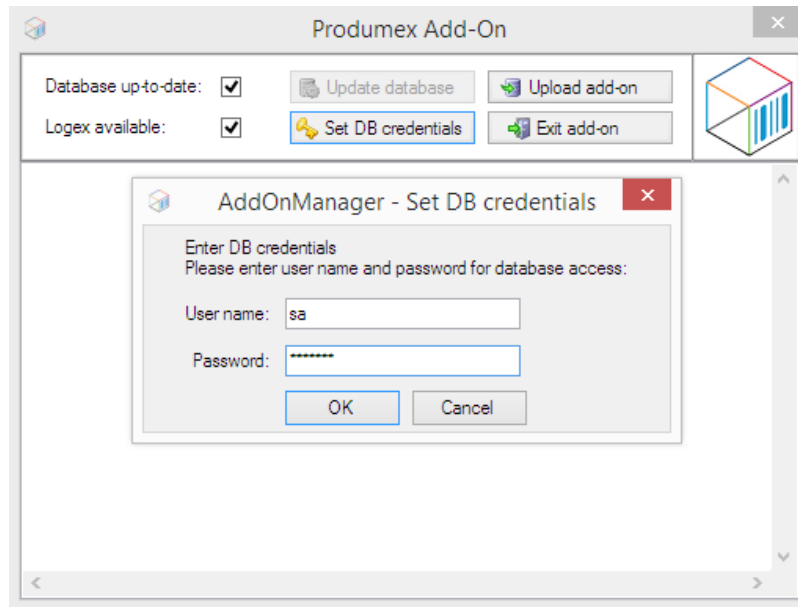 Produmex Add-On
Database up-to-date: Update database Upload add-on
Logex available: Set DB credentials Exit add-on
AddOnManager - Set DB credentials
Enter DB credentials
Please enter user name and password for database access:
User name: sa
Password: *******
OK Cancel